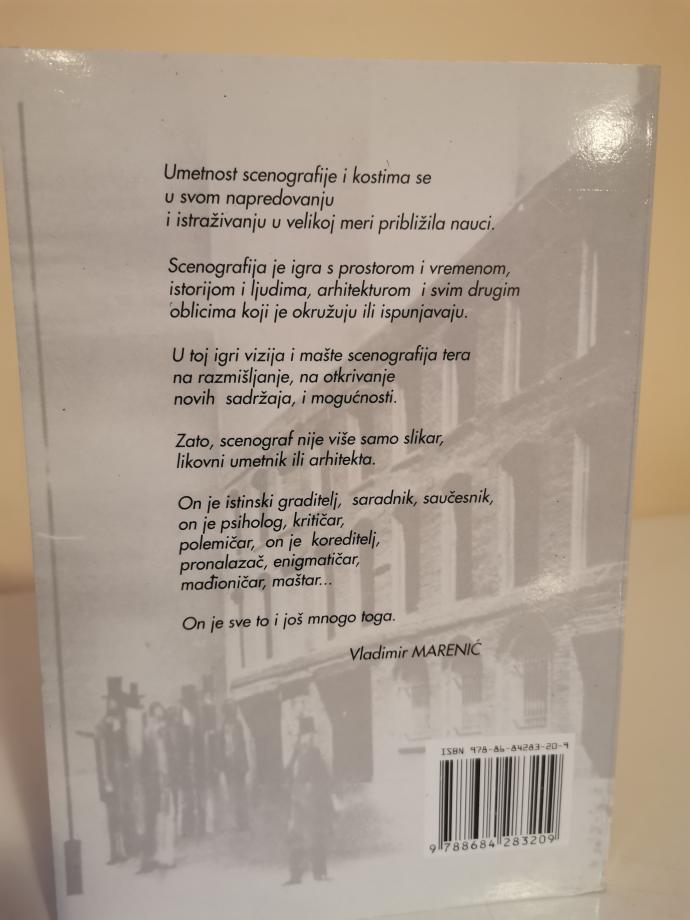 Umetnost scenografije i kostima se
u svom napredovanju
i istraživanju u velikoj meri približila nauci.
Scenografija je igra s prostorom i vremenom,
istorijom i ljudima, arhitekturom i svim drugim
oblicima koji je okružuju ili ispunjavaju.
U toj igri vizija i mašte scenografija tera
na razmišljanje, na otkrivanje
novih sadržaja, i mogućnosti.
Zato, scenograf nije više samo slikar,
likovni umetnik ili arhitekta.
On je istinski graditelj, saradnik, saučesnik,
on je psiholog, kritičar,
polemičar, on je koreditelj,
pronalazač, enigmatičar,
mađioničar, maštar...
On je sve to i još mnogo toga.
Vladimir MARENIĆ
ISBN 978-86-84283-20-9
9 788684 283209